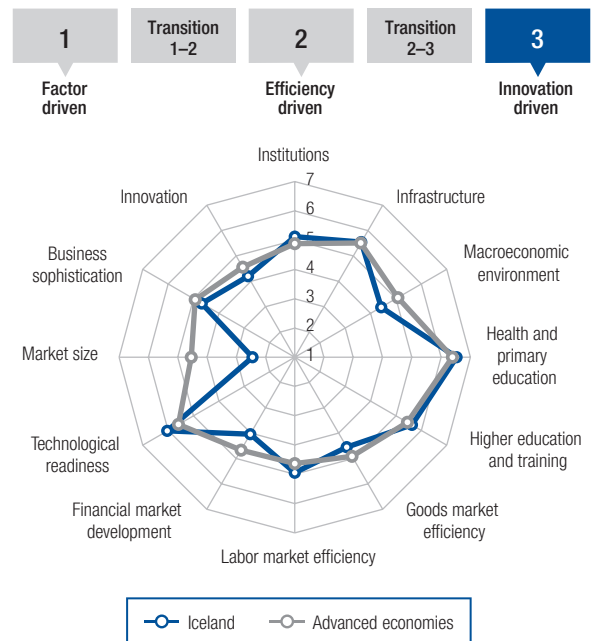 1
Transition
1–2
2
Transition
2–3
3
Factor
driven
Efficiency
driven
Innovation
driven
Institutions
7
6
5
4
3
2
1
Infrastructure
Macroeconomic
environment
Health and
primary
education
Higher education
and training
Goods market
efficiency
Labor market efficiency
Financial market
development
Technological
readiness
Market size
Business
sophistication
Innovation
Iceland
Advanced economies